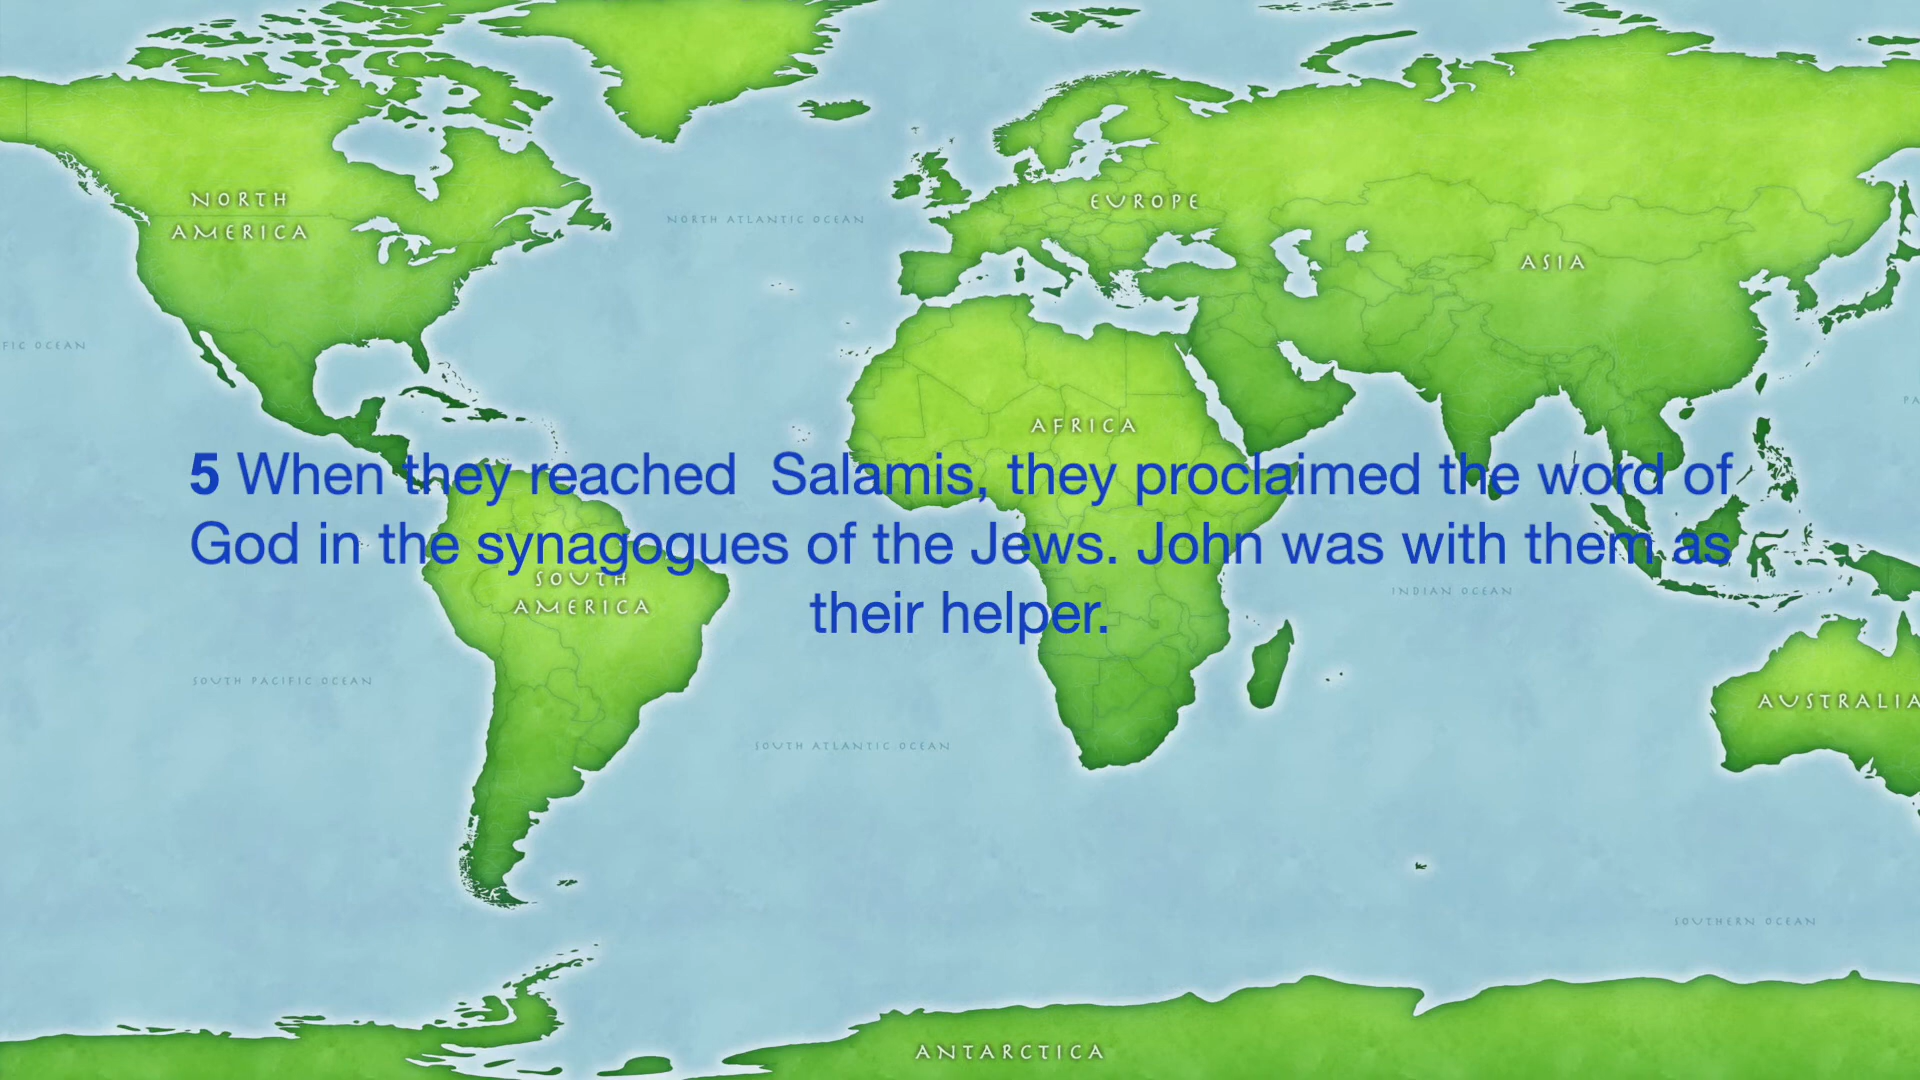 NORTH
AMERICA
NORTH ATLANTIC OCEAN
EUROPE
ASIA
FIC OCEAN
PA
AFRICA
5 When they reached  Salamis, they proclaimed the word of
God in the synagogues of the Jews. John was with them as
their helper.
SOUTH
AMERICA
INDIAN OCEAN
SOUTH PACIFIC OCEAN
AUSTRALIA
SOUTH ATLANTIC OCEAN
SOUTHERN OCEAN
ANTARCTICA